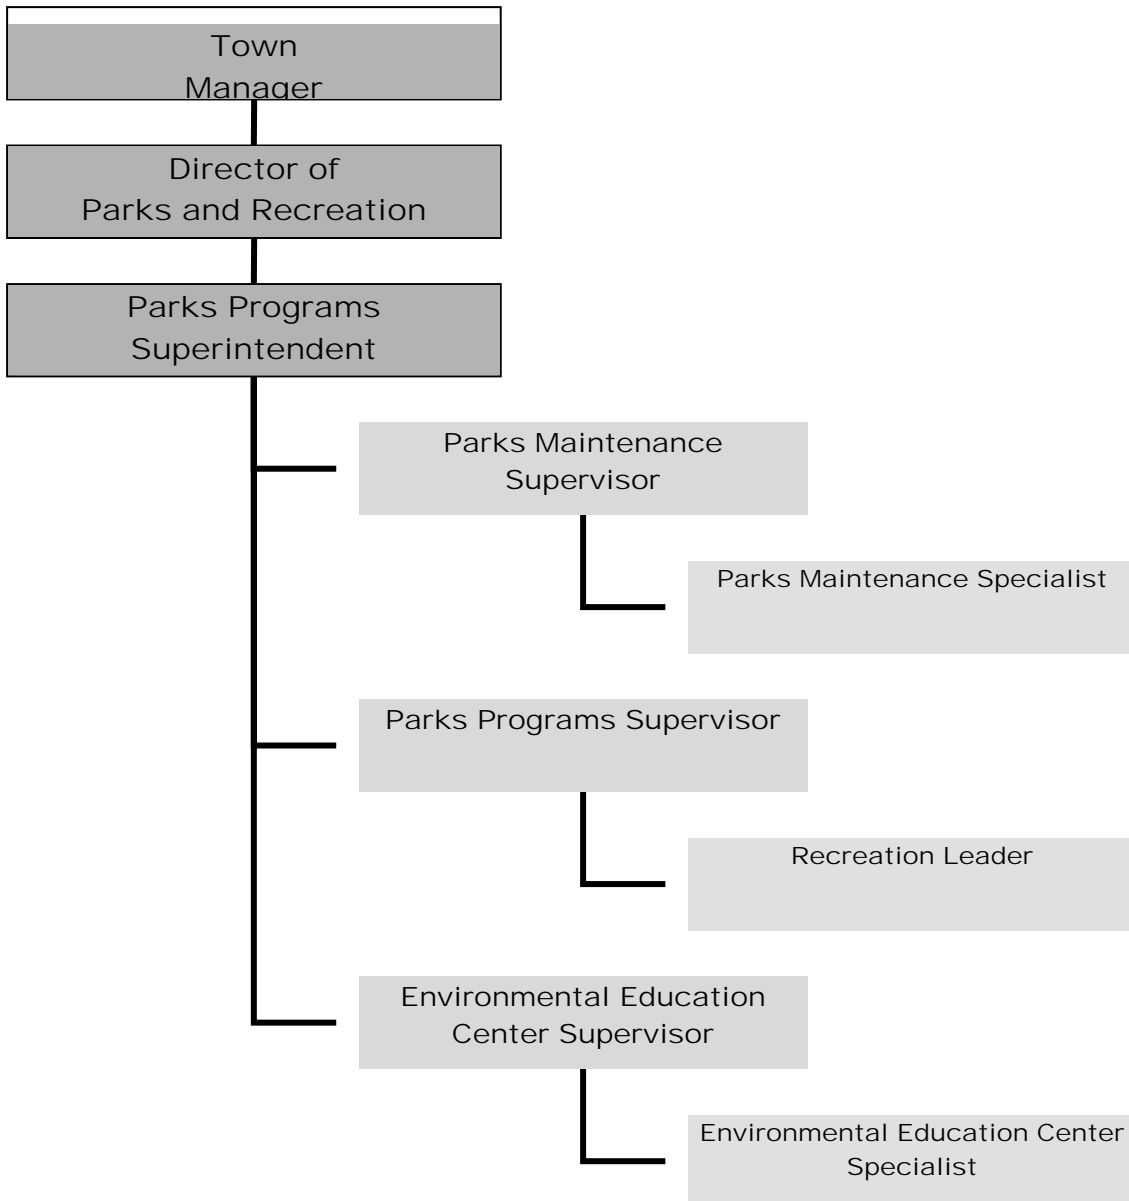 Town
Manager
Director of
Parks and Recreation
Parks Programs
Superintendent
Parks Maintenance
Supervisor
Parks Maintenance Specialist
Parks Programs Supervisor
Recreation Leader
Environmental Education
Center Supervisor
Environmental Education Center
Specialist